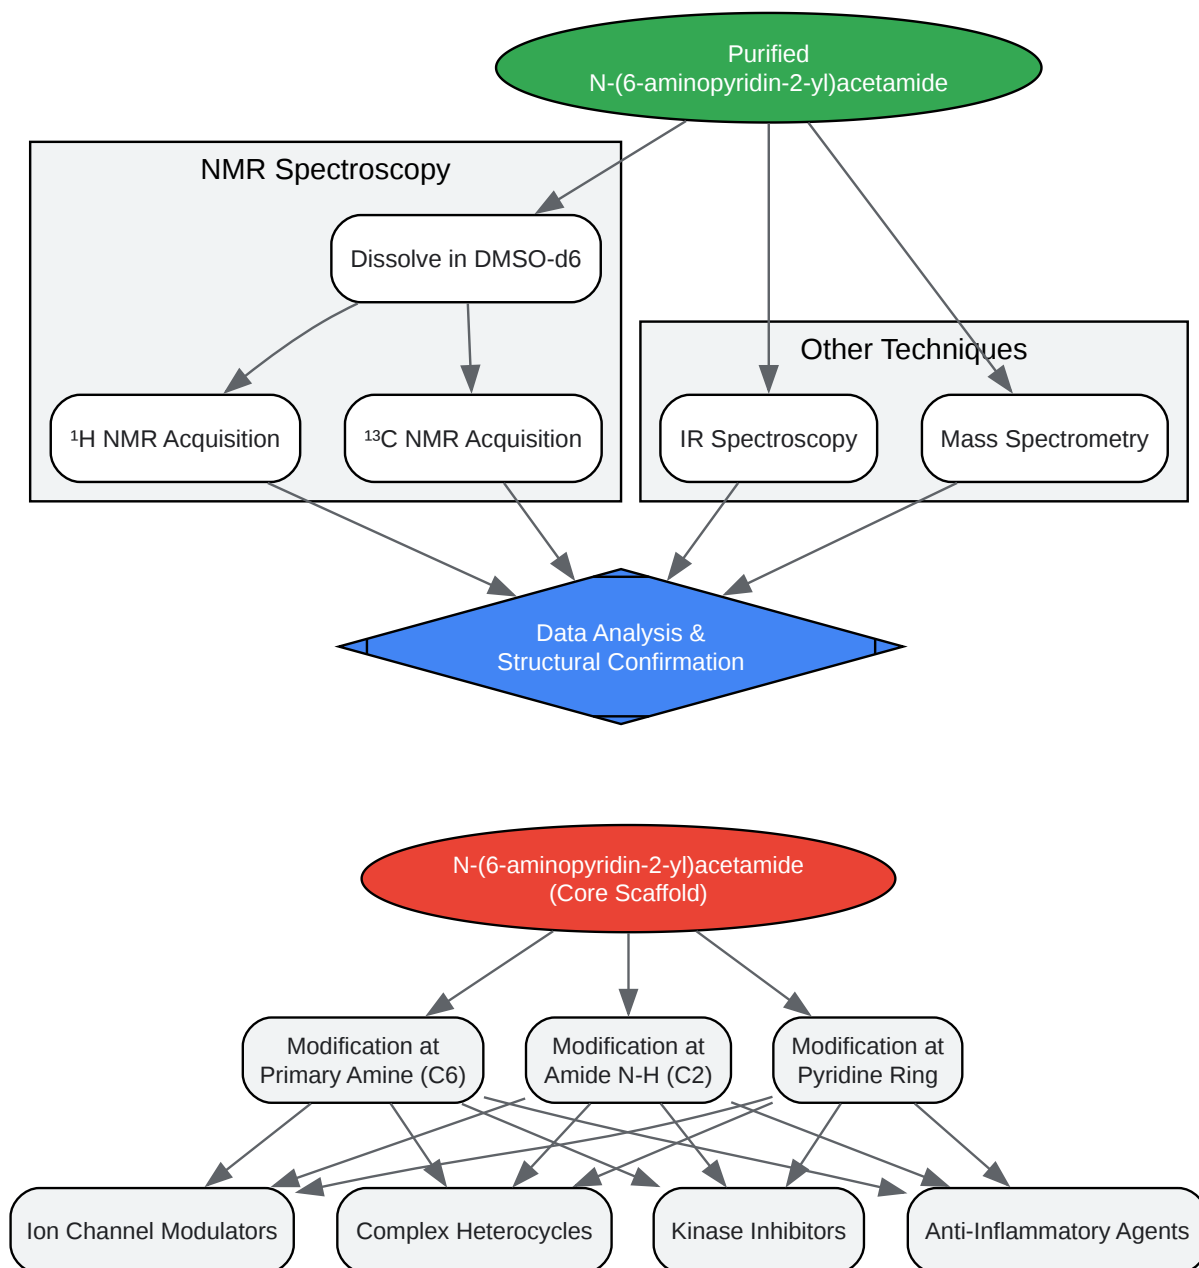 Purified
N-(6-aminopyridin-2-yl)acetamide
NMR Spectroscopy
Dissolve in DMSO-d6
Other Techniques
¹H NMR Acquisition
¹³C NMR Acquisition
IR Spectroscopy
Mass Spectrometry
Data Analysis &
Structural Confirmation
N-(6-aminopyridin-2-yl)acetamide
(Core Scaffold)
Modification at
Primary Amine (C6)
Modification at
Amide N-H (C2)
Modification at
Pyridine Ring
Ion Channel Modulators
Complex Heterocycles
Kinase Inhibitors
Anti-Inflammatory Agents